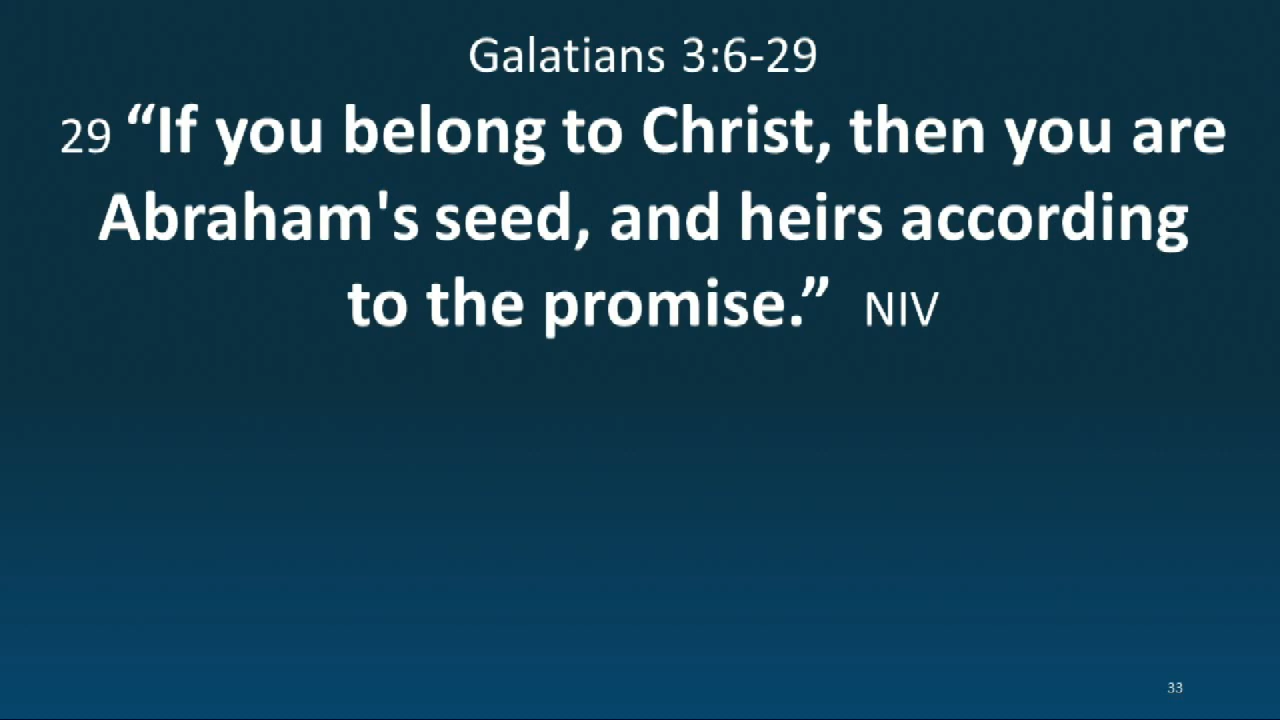 Galatians 3:6-29
29 “If you belong to Christ, then you are
Abraham's seed, and heirs according
to the promise.” NIV
33